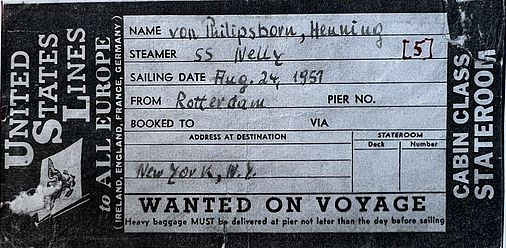 UNITED
STATES
LINES
to ALL EUROPE
(IRELAND, ENGLAND, FRANCE, GERMANY.)
NAME von Philipsborn, Henning
STEAMER SS Nelly [5]
SAILING DATE Aug. 24, 1951
FROM Rotterdam PIER NO.
BOOKED TO VIA
ADDRESS AT DESTINATION STATEROOM
Deck Number
New York, N.Y.
WANTED ON VOYAGE
Heavy baggage MUST be delivered at pier not later than the day before sailing
CABIN CLASS
STATEROOM